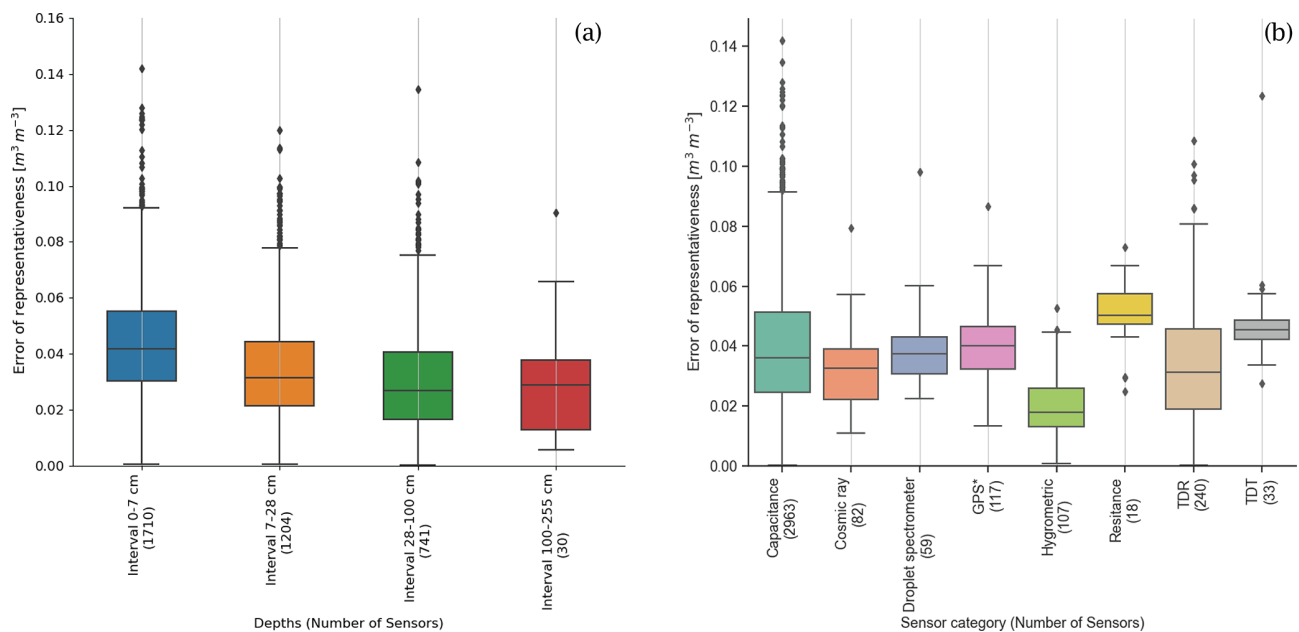 (a)
Error of representativeness [m³ m⁻³]
0.16
0.14
0.12
0.10
0.08
0.06
0.04
0.02
0.00
Interval 0-7 cm
(1710)
Interval 7-28 cm
(1204)
Interval 28-100 cm
(741)
Interval 100-255 cm
(30)
Depths (Number of Sensors)
(b)
Error of representativeness [m³ m⁻³]
0.14
0.12
0.10
0.08
0.06
0.04
0.02
0.00
Capacitance
(2963)
Cosmic ray
(82)
Droplet spectrometer
(59)
GPS*
(117)
Hygrometric
(107)
Resitance
(18)
TDR
(240)
TDT
(33)
Sensor category (Number of Sensors)